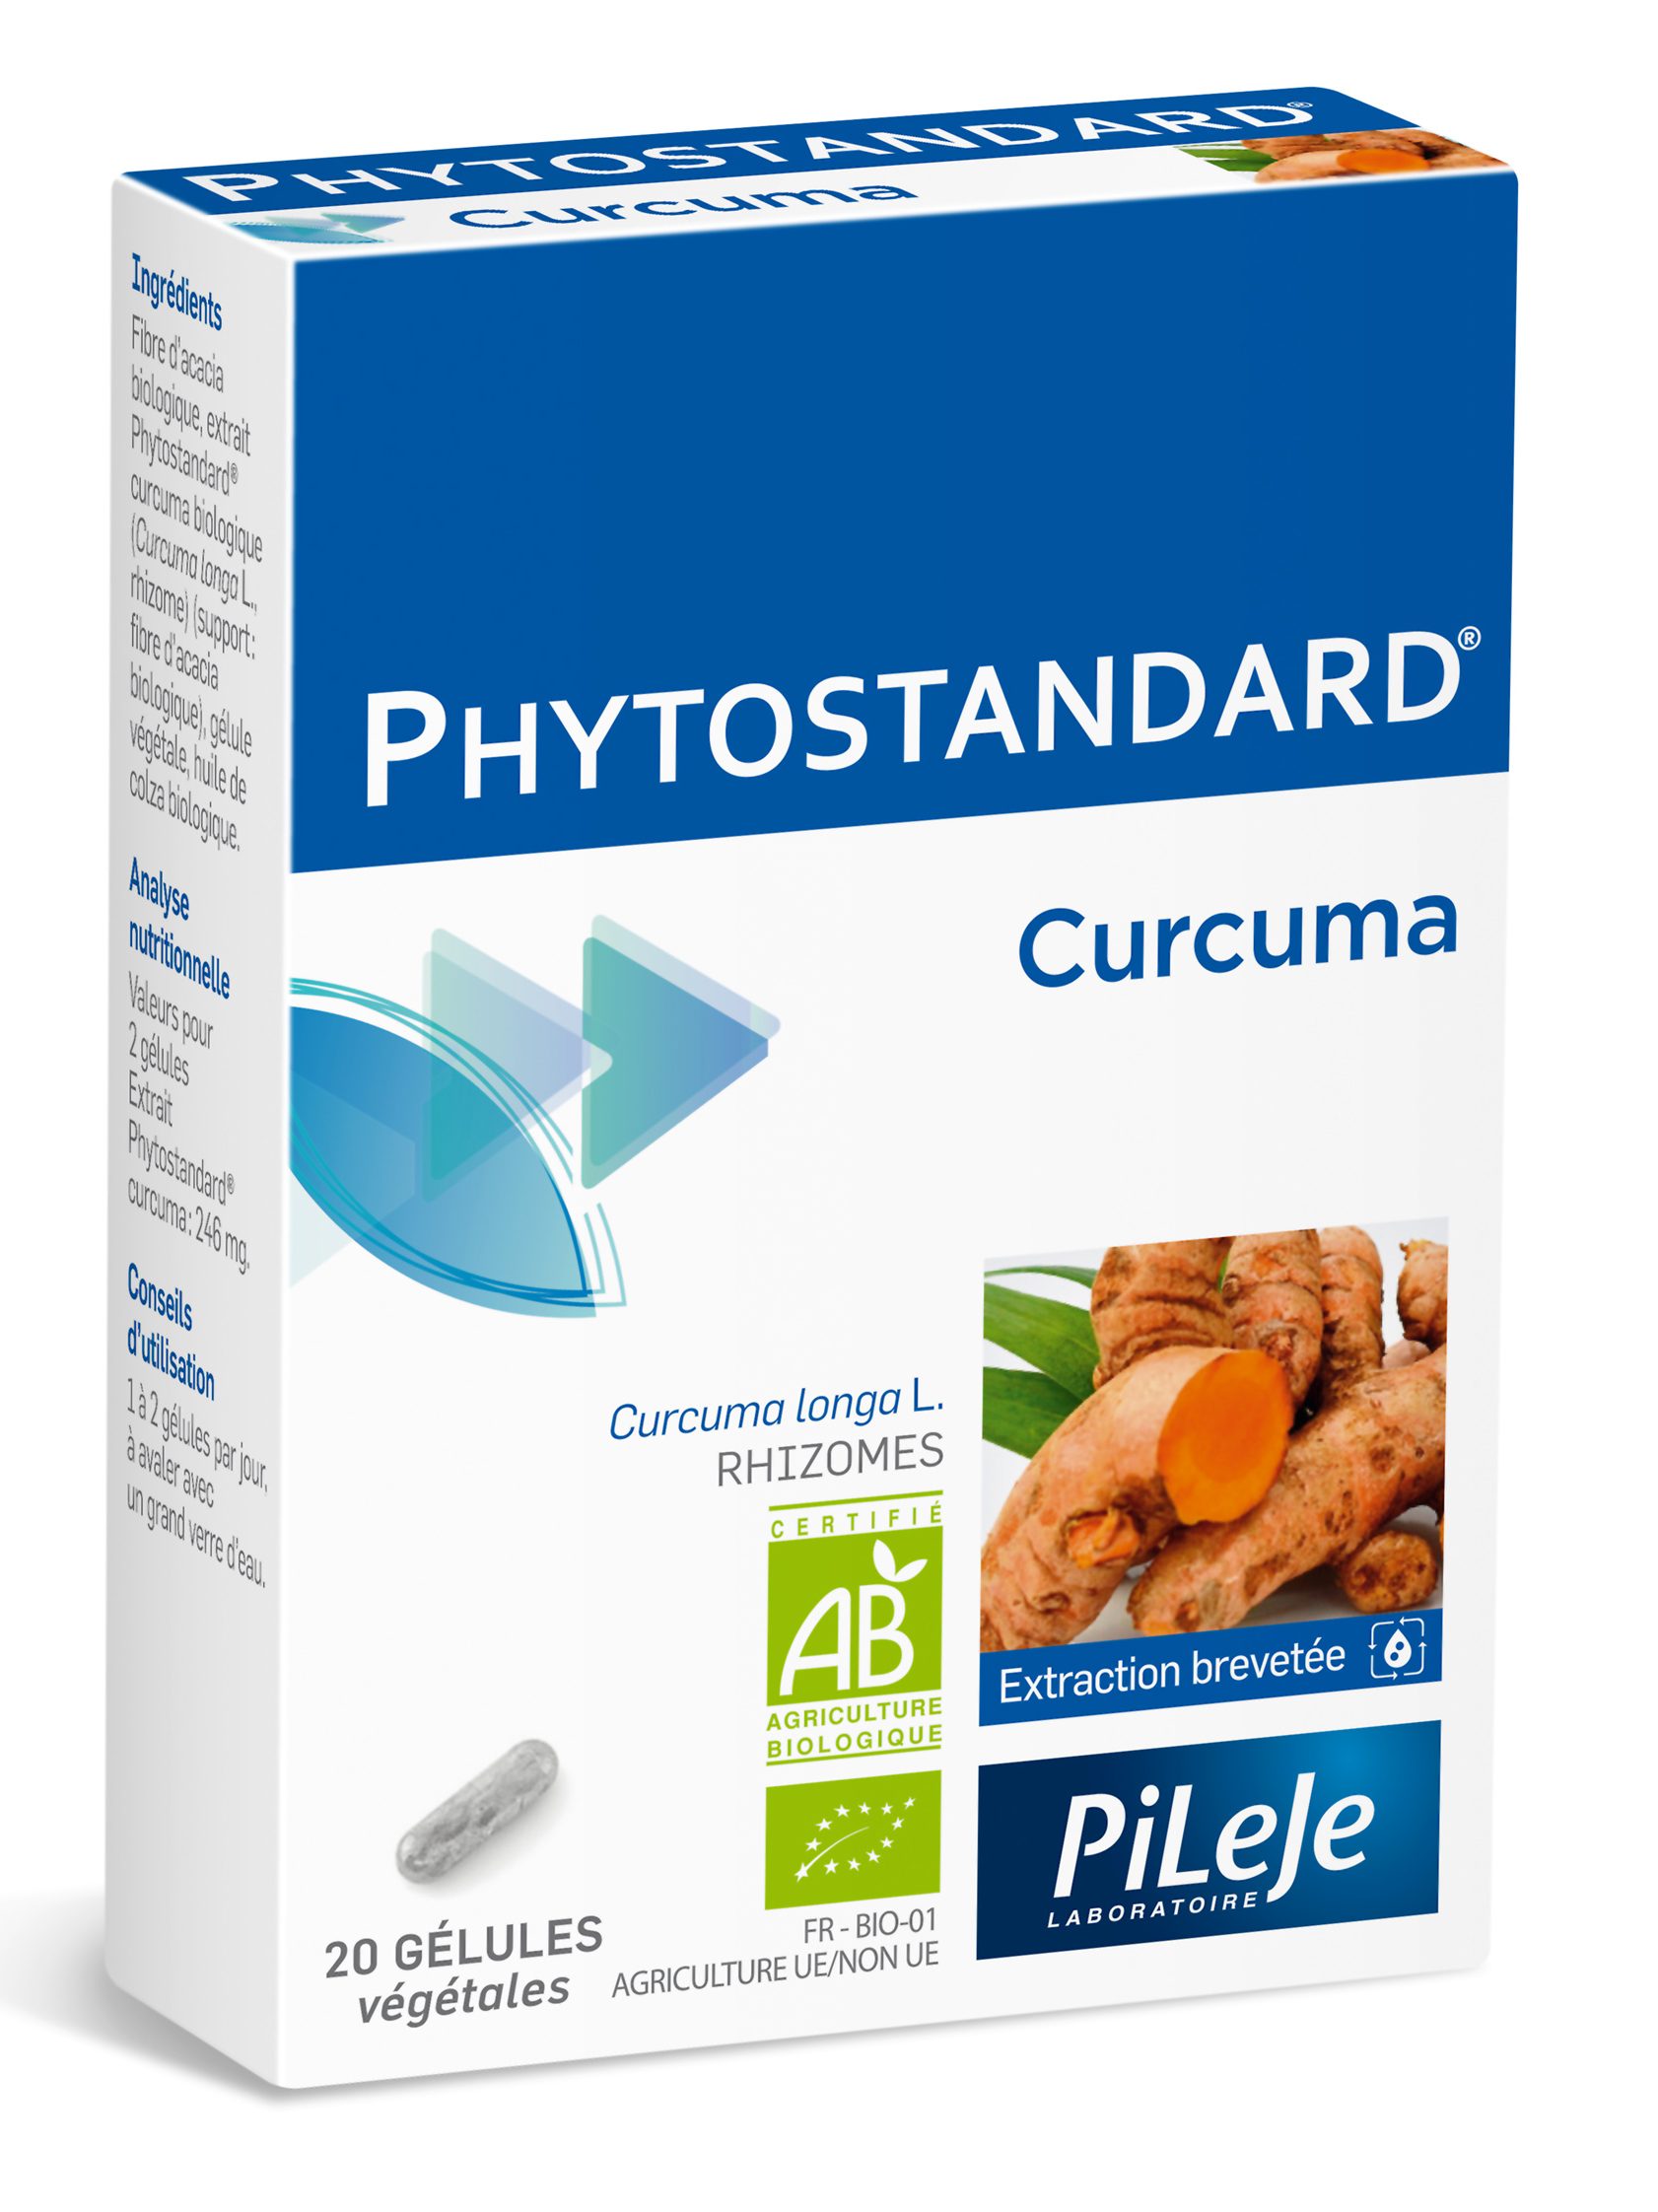 PHYTOSTANDARD®
Curcuma
Ingrédients
Fibre d'acacia
biologique, extrait
Phytostandard®
curcuma biologique
(Curcuma longa L.,
rhizome) (support:
fibre d'acacia
biologique), gélule
végétale, huile de
colza biologique.
Analyse
nutritionnelle
Valeurs pour
2 gélules
Extrait
Phytostandard®
curcuma : 246 mg.
Conseils
d'utilisation
1 à 2 gélules par jour,
à avaler avec
un grand verre d'eau.
PHYTOSTANDARD®
Curcuma
Curcuma longa L.
RHIZOMES
CERTIFIÉ
AB
AGRICULTURE
BIOLOGIQUE
FR - BIO-01
AGRICULTURE UE/NON UE
20 GÉLULES
végétales
Extraction brevetée
PiLeJe
LABORATOIRE